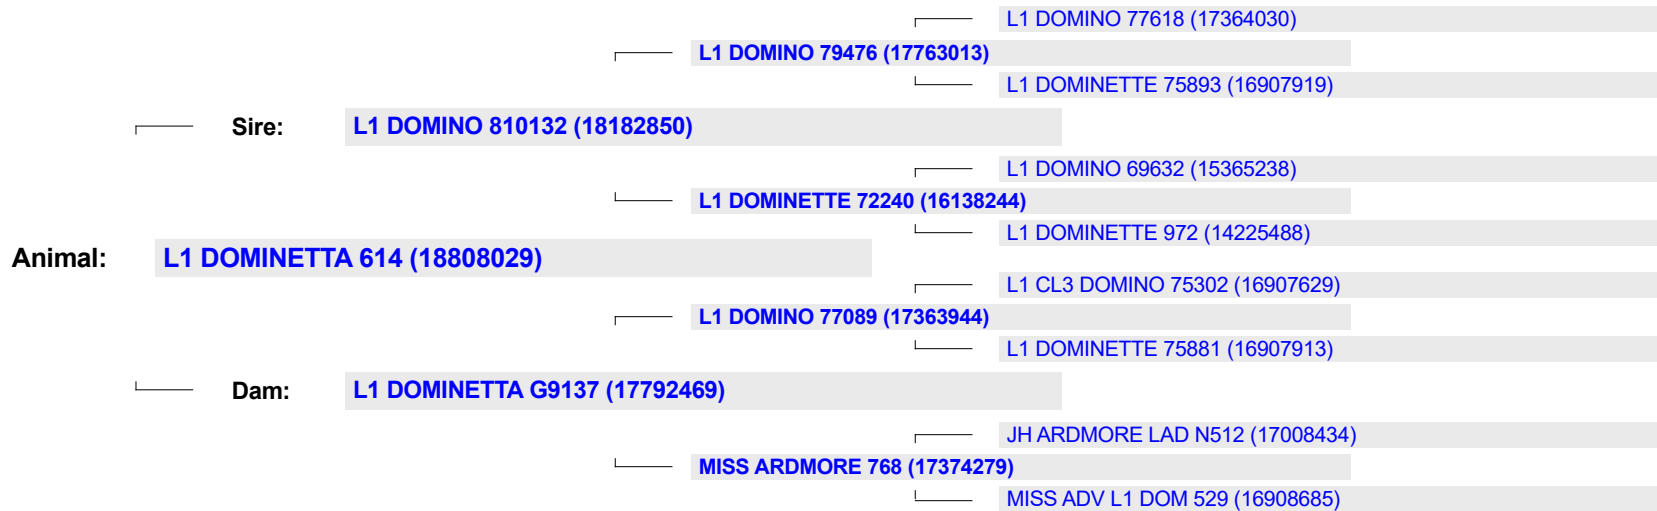 L1 DOMINO 77618 (17364030)
L1 DOMINO 79476 (17763013)
L1 DOMINETTE 75893 (16907919)
Sire: L1 DOMINO 810132 (18182850)
L1 DOMINO 69632 (15365238)
L1 DOMINETTE 72240 (16138244)
L1 DOMINETTE 972 (14225488)
Animal: L1 DOMINETTA 614 (18808029)
L1 CL3 DOMINO 75302 (16907629)
L1 DOMINO 77089 (17363944)
L1 DOMINETTE 75881 (16907913)
Dam: L1 DOMINETTA G9137 (17792469)
JH ARDMORE LAD N512 (17008434)
MISS ARDMORE 768 (17374279)
MISS ADV L1 DOM 529 (16908685)